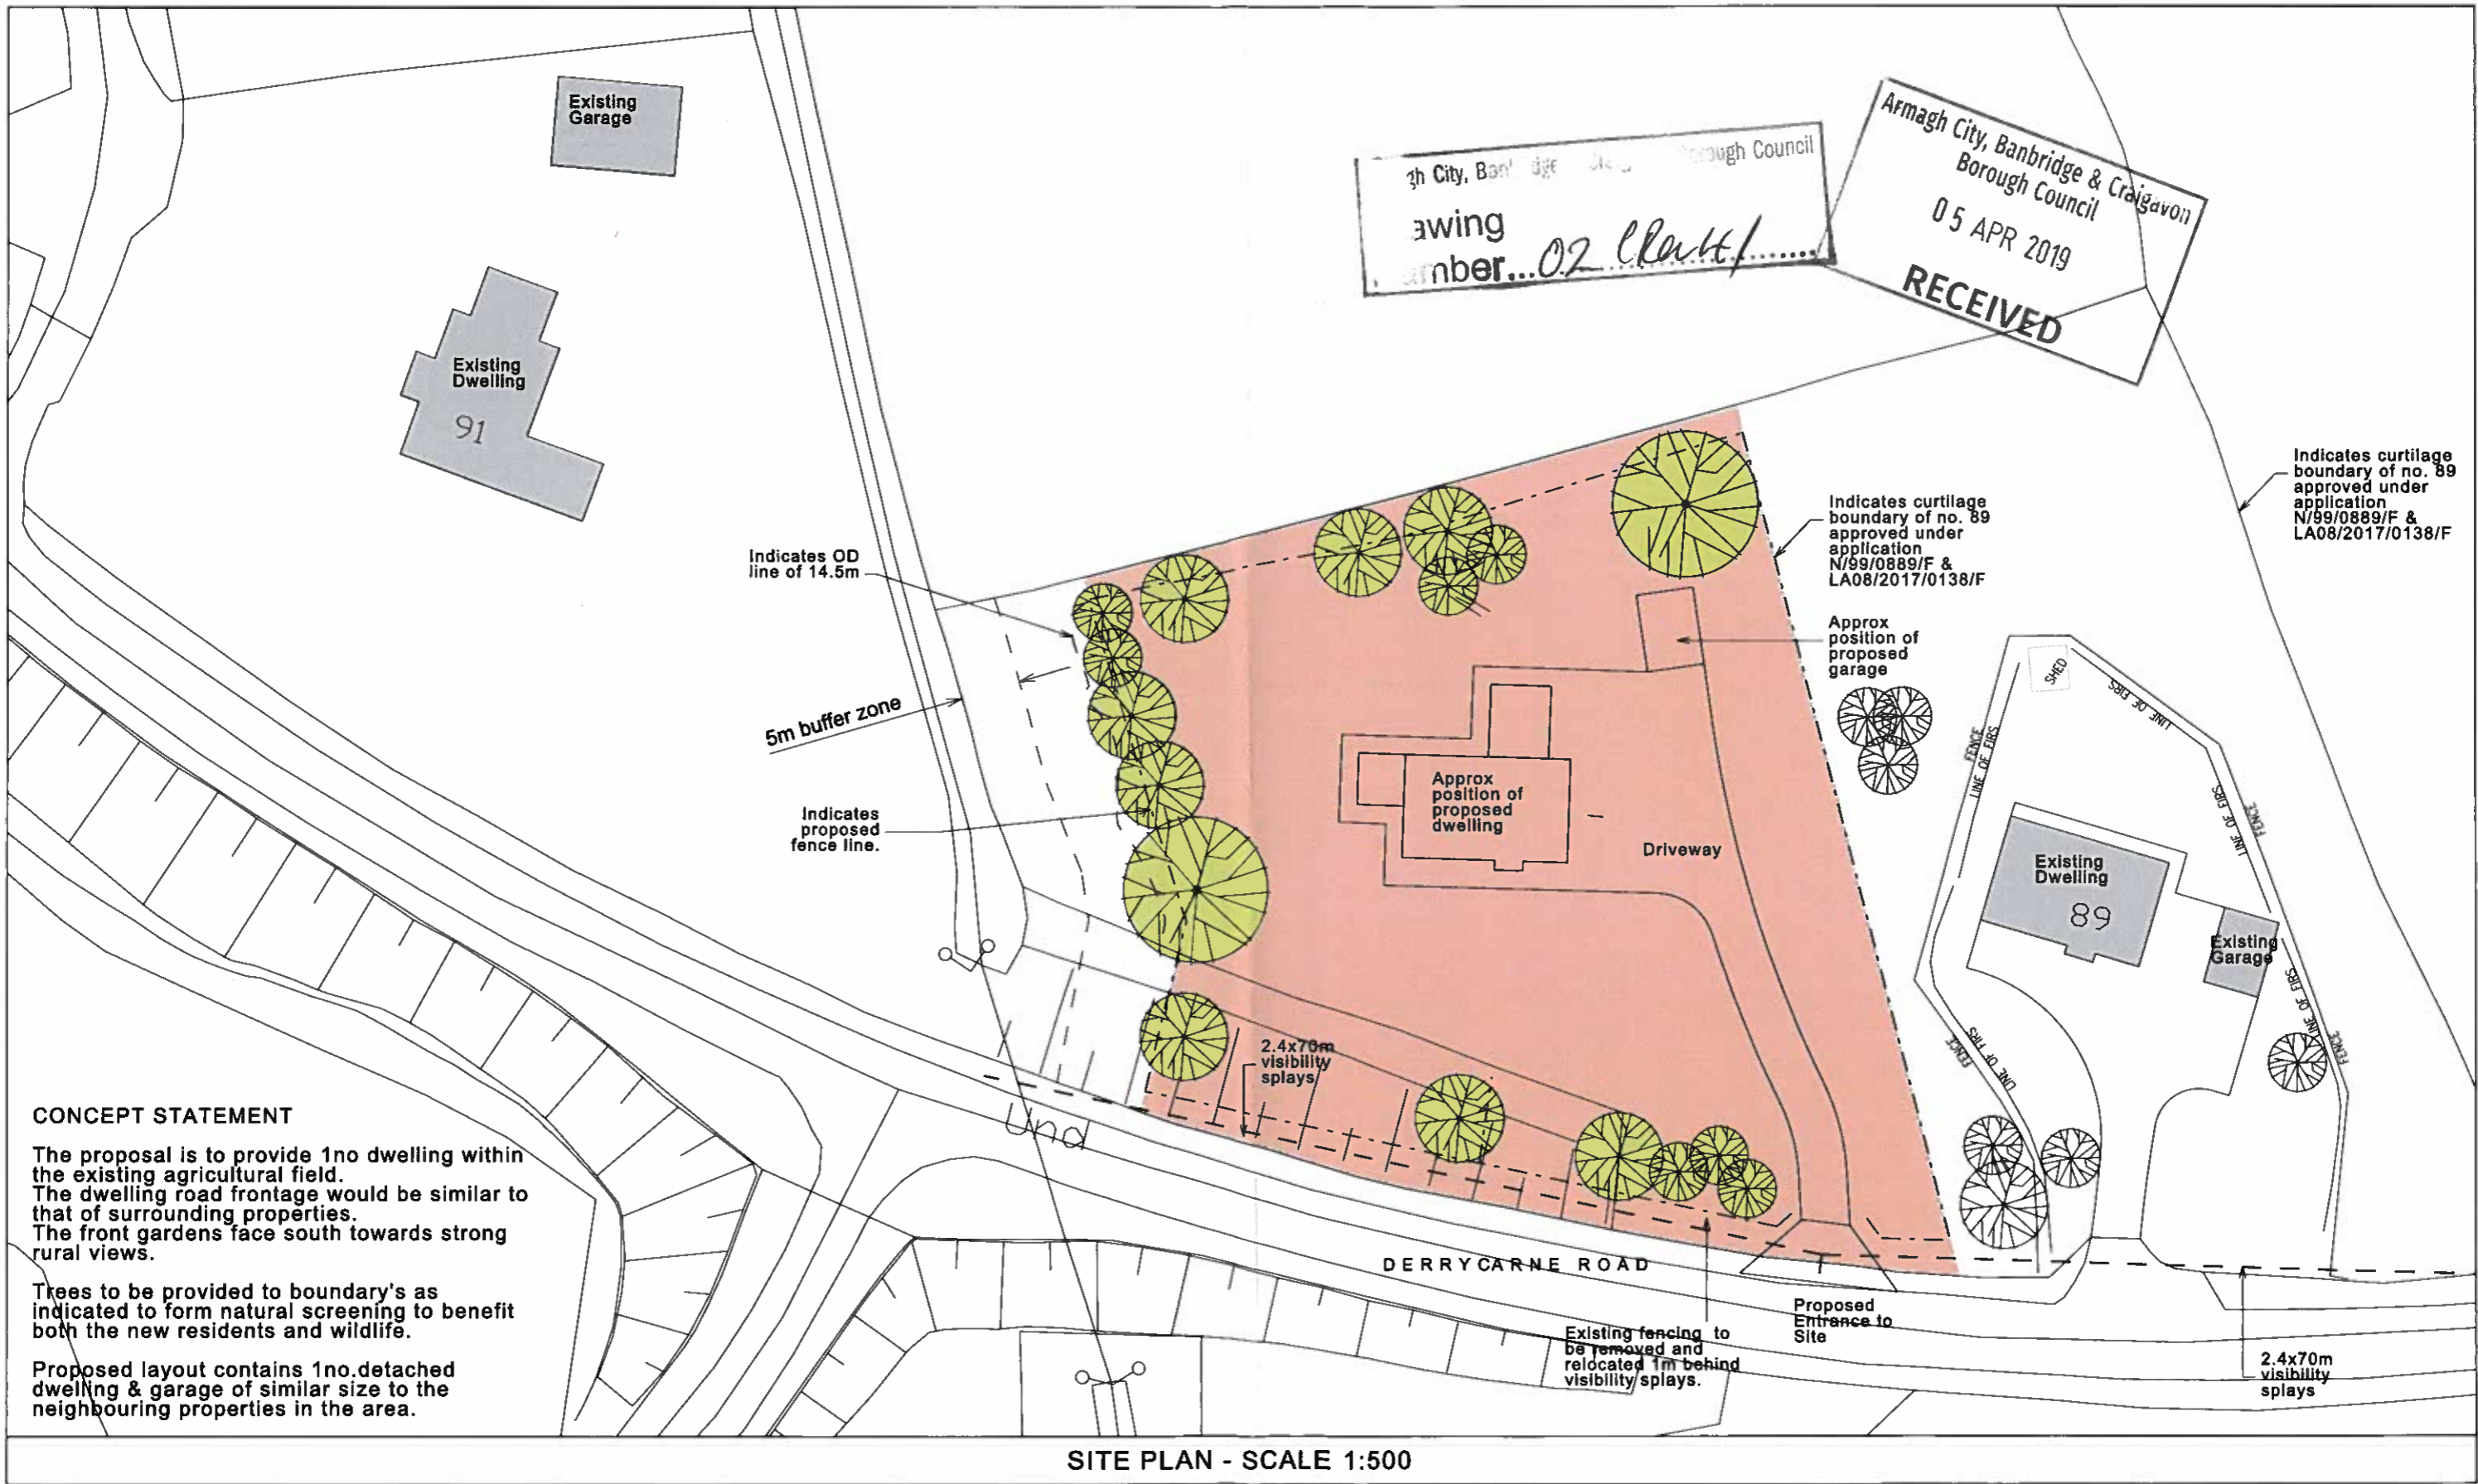 Existing
Garage
Existing
Dwelling
91
gh City, Ban dge
rough Council
awing
mber...02
Armagh City, Banbridge & Craigavon
Borough Council
05 APR 2019
RECEIVED
Indicates curtilage
boundary of no. 89
approved under
application
N/99/0889/F &
LA08/2017/0138/F
Indicates curtilage
boundary of no. 89
approved under
application
N/99/0889/F &
LA08/2017/0138/F
Indicates OD
line of 14.5m
Approx
position of
proposed
garage
5m buffer zone
Indicates
proposed
fence line.
Approx
position of
proposed
dwelling
Driveway
SHED
LINE OF FIRS
FENCE
LINE OF FIRS
LINE OF FIRS
FENCE
Existing
Dwelling
89
Existing
Garage
LINE OF FIRS
FENCE
FENCE
LINE OF FIRS
2.4x70m
visibility
splays
Und
DERRYCARNE ROAD
Existing fencing to
be removed and
relocated 1m behind
visibility splays.
Proposed
Entrance to
Site
2.4x70m
visibility
splays
CONCEPT STATEMENT
The proposal is to provide 1no dwelling within
the existing agricultural field.
The dwelling road frontage would be similar to
that of surrounding properties.
The front gardens face south towards strong
rural views.
Trees to be provided to boundary's as
indicated to form natural screening to benefit
both the new residents and wildlife.
Proposed layout contains 1no.detached
dwelling & garage of similar size to the
neighbouring properties in the area.
SITE PLAN - SCALE 1:500